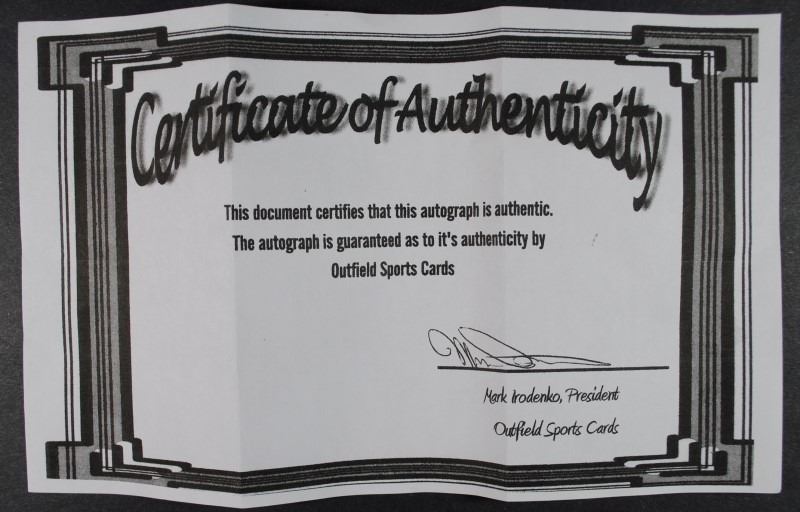 Certificate of Authenticity
This document certifies that this autograph is authentic.
The autograph is guaranteed as to it's authenticity by
Outfield Sports Cards
Mark Irodenko, President
Outfield Sports Cards